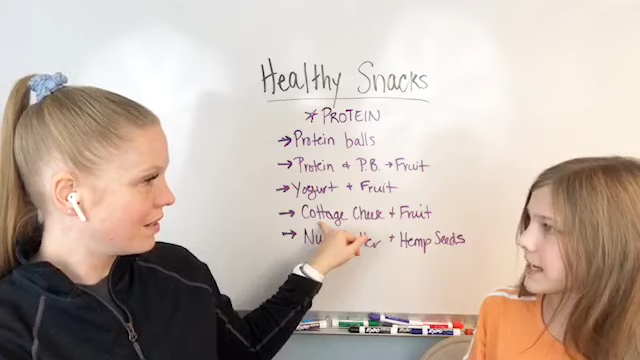 Healthy Snacks
* PROTEIN
→ Protein balls
→ Protein & P.B. → Fruit
→ Yogurt + Fruit
→ Cottage Cheese + Fruit
→ + Hemp Seeds